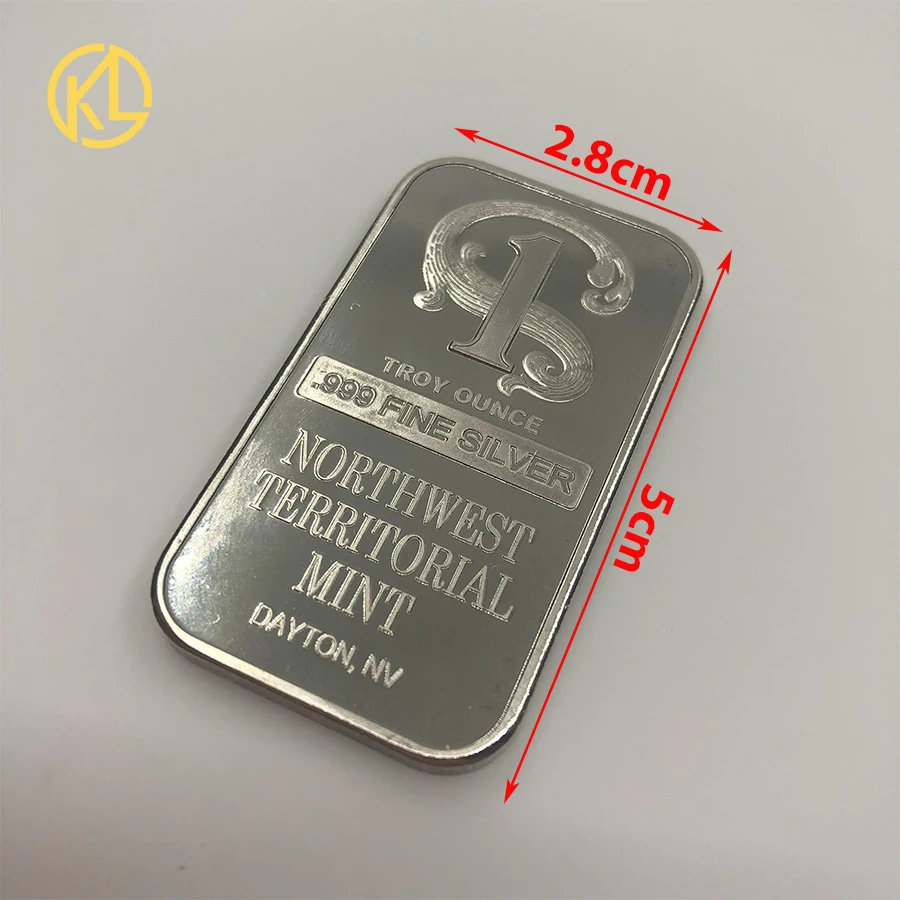 KL
2.8cm
5cm
1
TROY OUNCE
.999 FINE SILVER
NORTHWEST
TERRITORIAL
MINT
DAYTON, NV